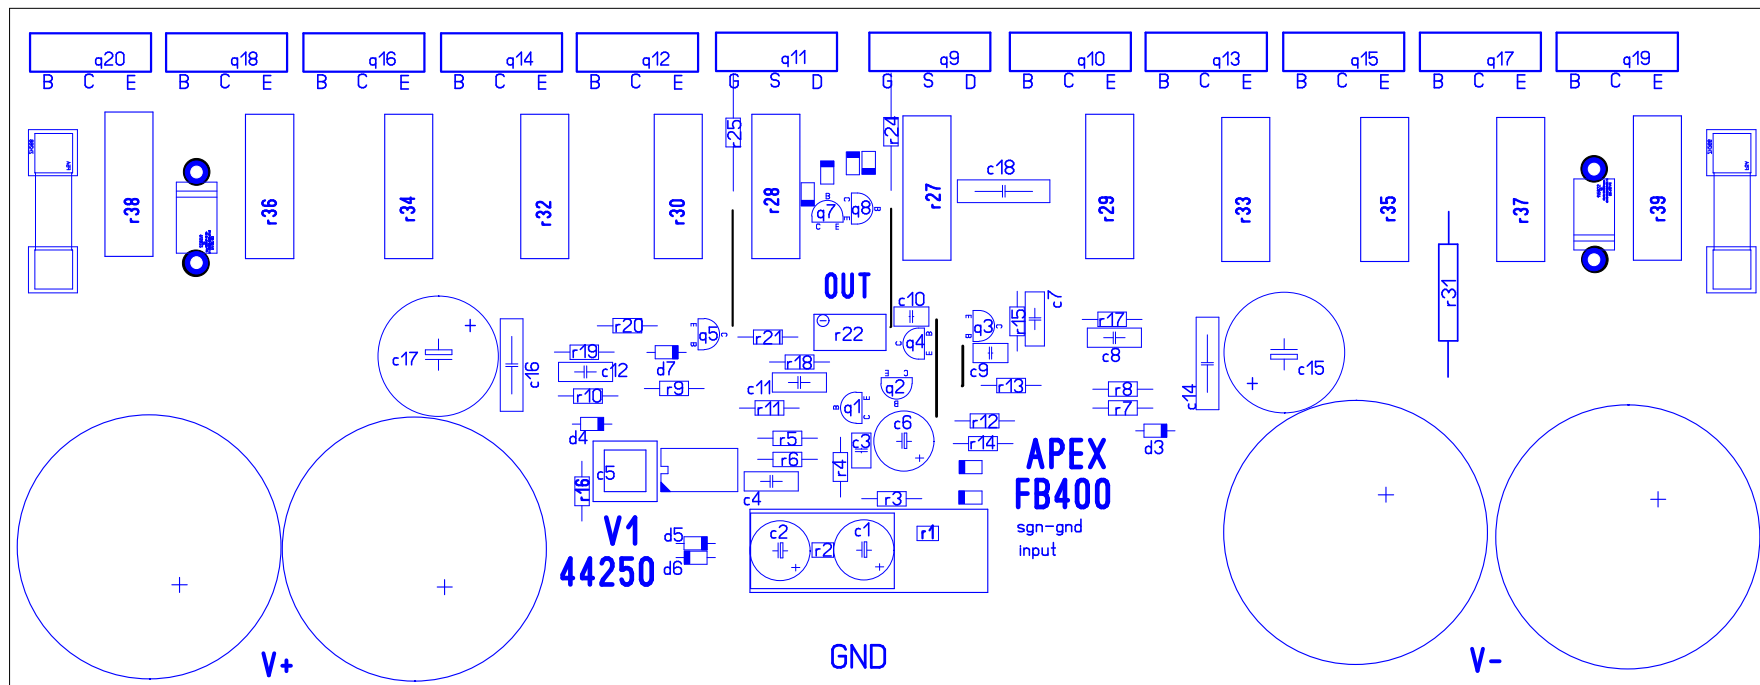 q20 q18 q16 q14 q12 q11 q9 q10 q13 q15 q17 q19
B C E B C E B C E B C E B C E G S D G S D B C E B C E B C E B C E B C E
r25 r24
c18
r38 r36 r34 r32 r30 r28 r27 r29 r33 r35 r37 r39
B C
q7 q8 B
C E E
OUT
r31
c10 c7
r20 E q5 C B r21 r22 E q3 C B r15 r17
c17 r19 d7 C q4 B E c9 c8 c15
c16 c12 r18
r10 r9 c11 C E q2 B r13 r8 c14
r11 B q1 E C r7
d4 c6 r12 d3
r5 c3 r14
c5 r6 r4 APEX
r16 c4 r3 FB400
V1 c2 c1 r1 sgn-gnd
d5 r2 Input
44250 d6
V+ GND V-